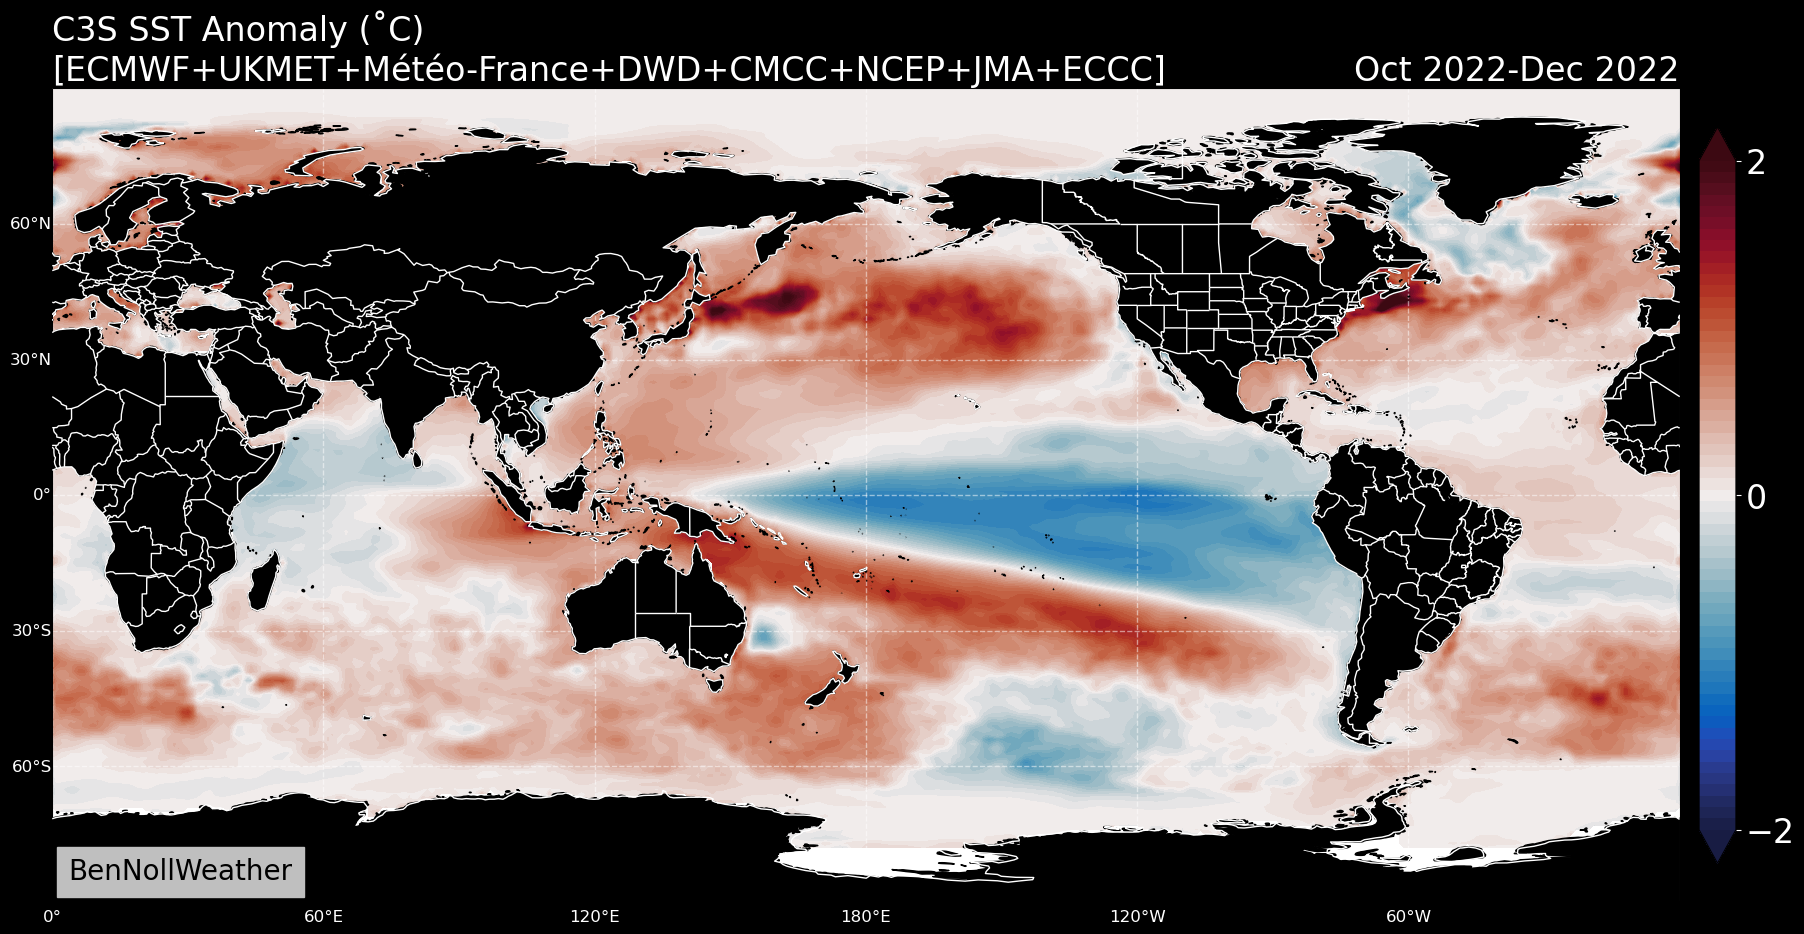 C3S SST Anomaly (˚C)
[ECMWF+UKMET+Météo-France+DWD+CMCC+NCEP+JMA+ECCC]
Oct 2022-Dec 2022
60°N
30°N
0°
30°S
60°S
2
0
−2
BenNollWeather
0°
60°E
120°E
180°E
120°W
60°W